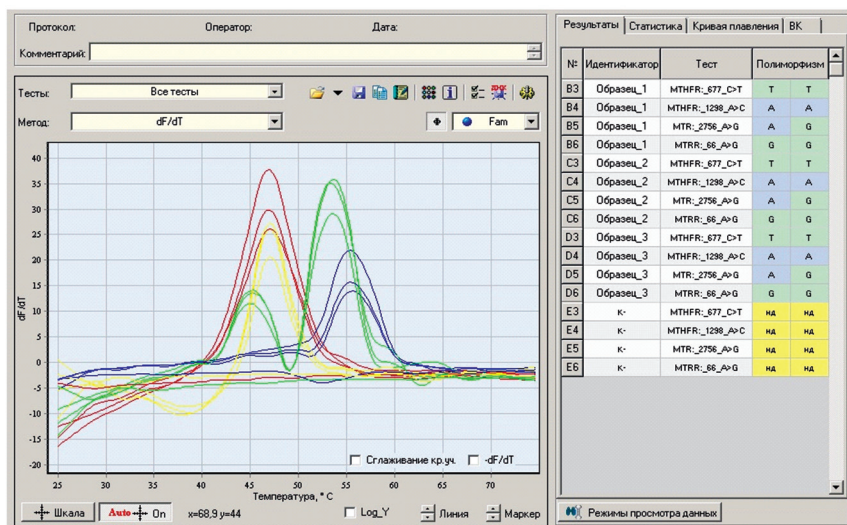 Протокол: Оператор: Дата:
Комментарий:
Тесты: Все тесты
Метод: dF/dT Fam
dF/dT
40
35
30
25
20
15
10
5
0
-5
-10
-15
-20
25 30 35 40 45 50 55 60 65 70
Температура, °C
Сглаживание кр.уч. -dF/dT
Шкала Auto On x=68,9 y=44 Log_Y Линия Маркер
Результаты Статистика Кривая плавления ВК
№ Идентификатор Тест Полиморфизм
B3 Образец_1 MTHFR:_677_C>T T T
B4 Образец_1 MTHFR:_1298_A>C A A
B5 Образец_1 MTR:_2756_A>G A G
B6 Образец_1 MTRR:_66_A>G G G
C3 Образец_2 MTHFR:_677_C>T T T
C4 Образец_2 MTHFR:_1298_A>C A A
C5 Образец_2 MTR:_2756_A>G A G
C6 Образец_2 MTRR:_66_A>G G G
D3 Образец_3 MTHFR:_677_C>T T T
D4 Образец_3 MTHFR:_1298_A>C A A
D5 Образец_3 MTR:_2756_A>G A G
D6 Образец_3 MTRR:_66_A>G G G
E3 К- MTHFR:_677_C>T нд нд
E4 К- MTHFR:_1298_A>C нд нд
E5 К- MTR:_2756_A>G нд нд
E6 К- MTRR:_66_A>G нд нд
Режимы просмотра данных